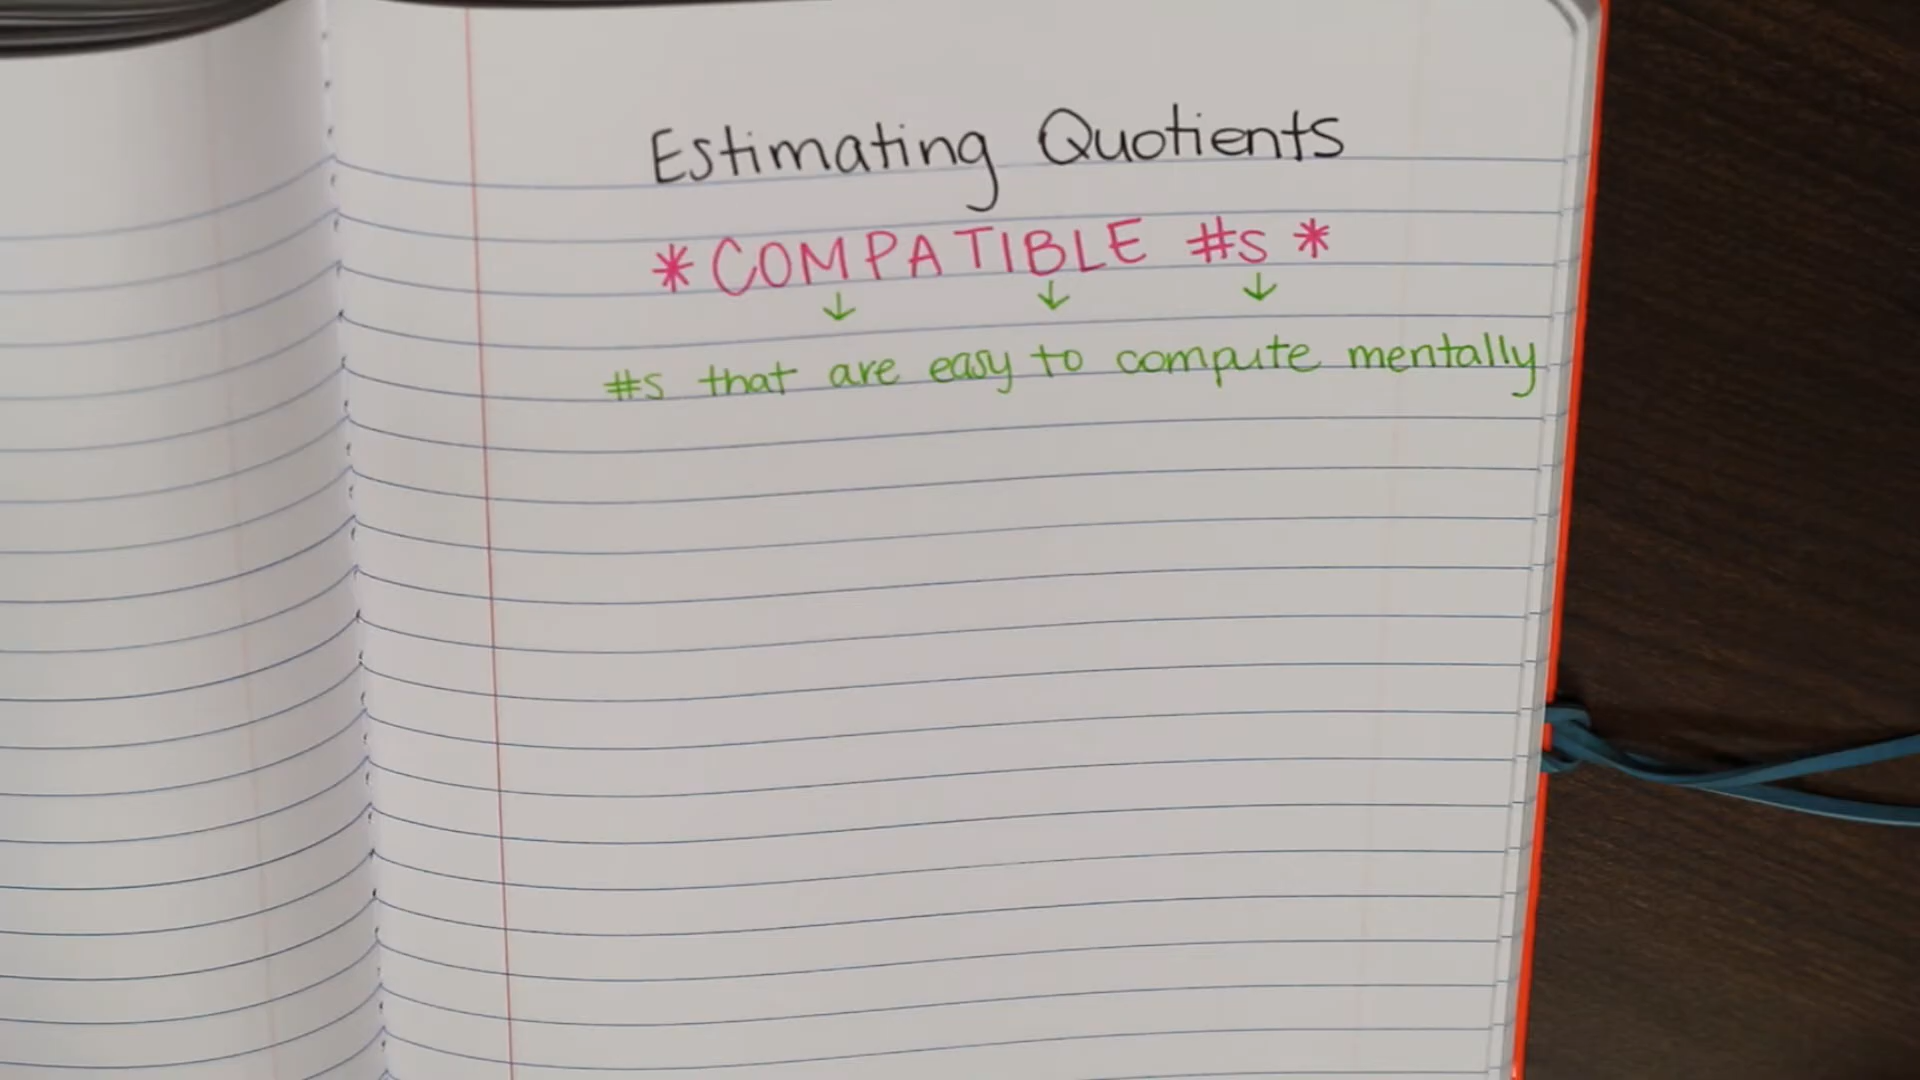 Estimating Quotients
* COMPATIBLE #s *
↓ ↓ ↓
#s that are easy to compute mentally